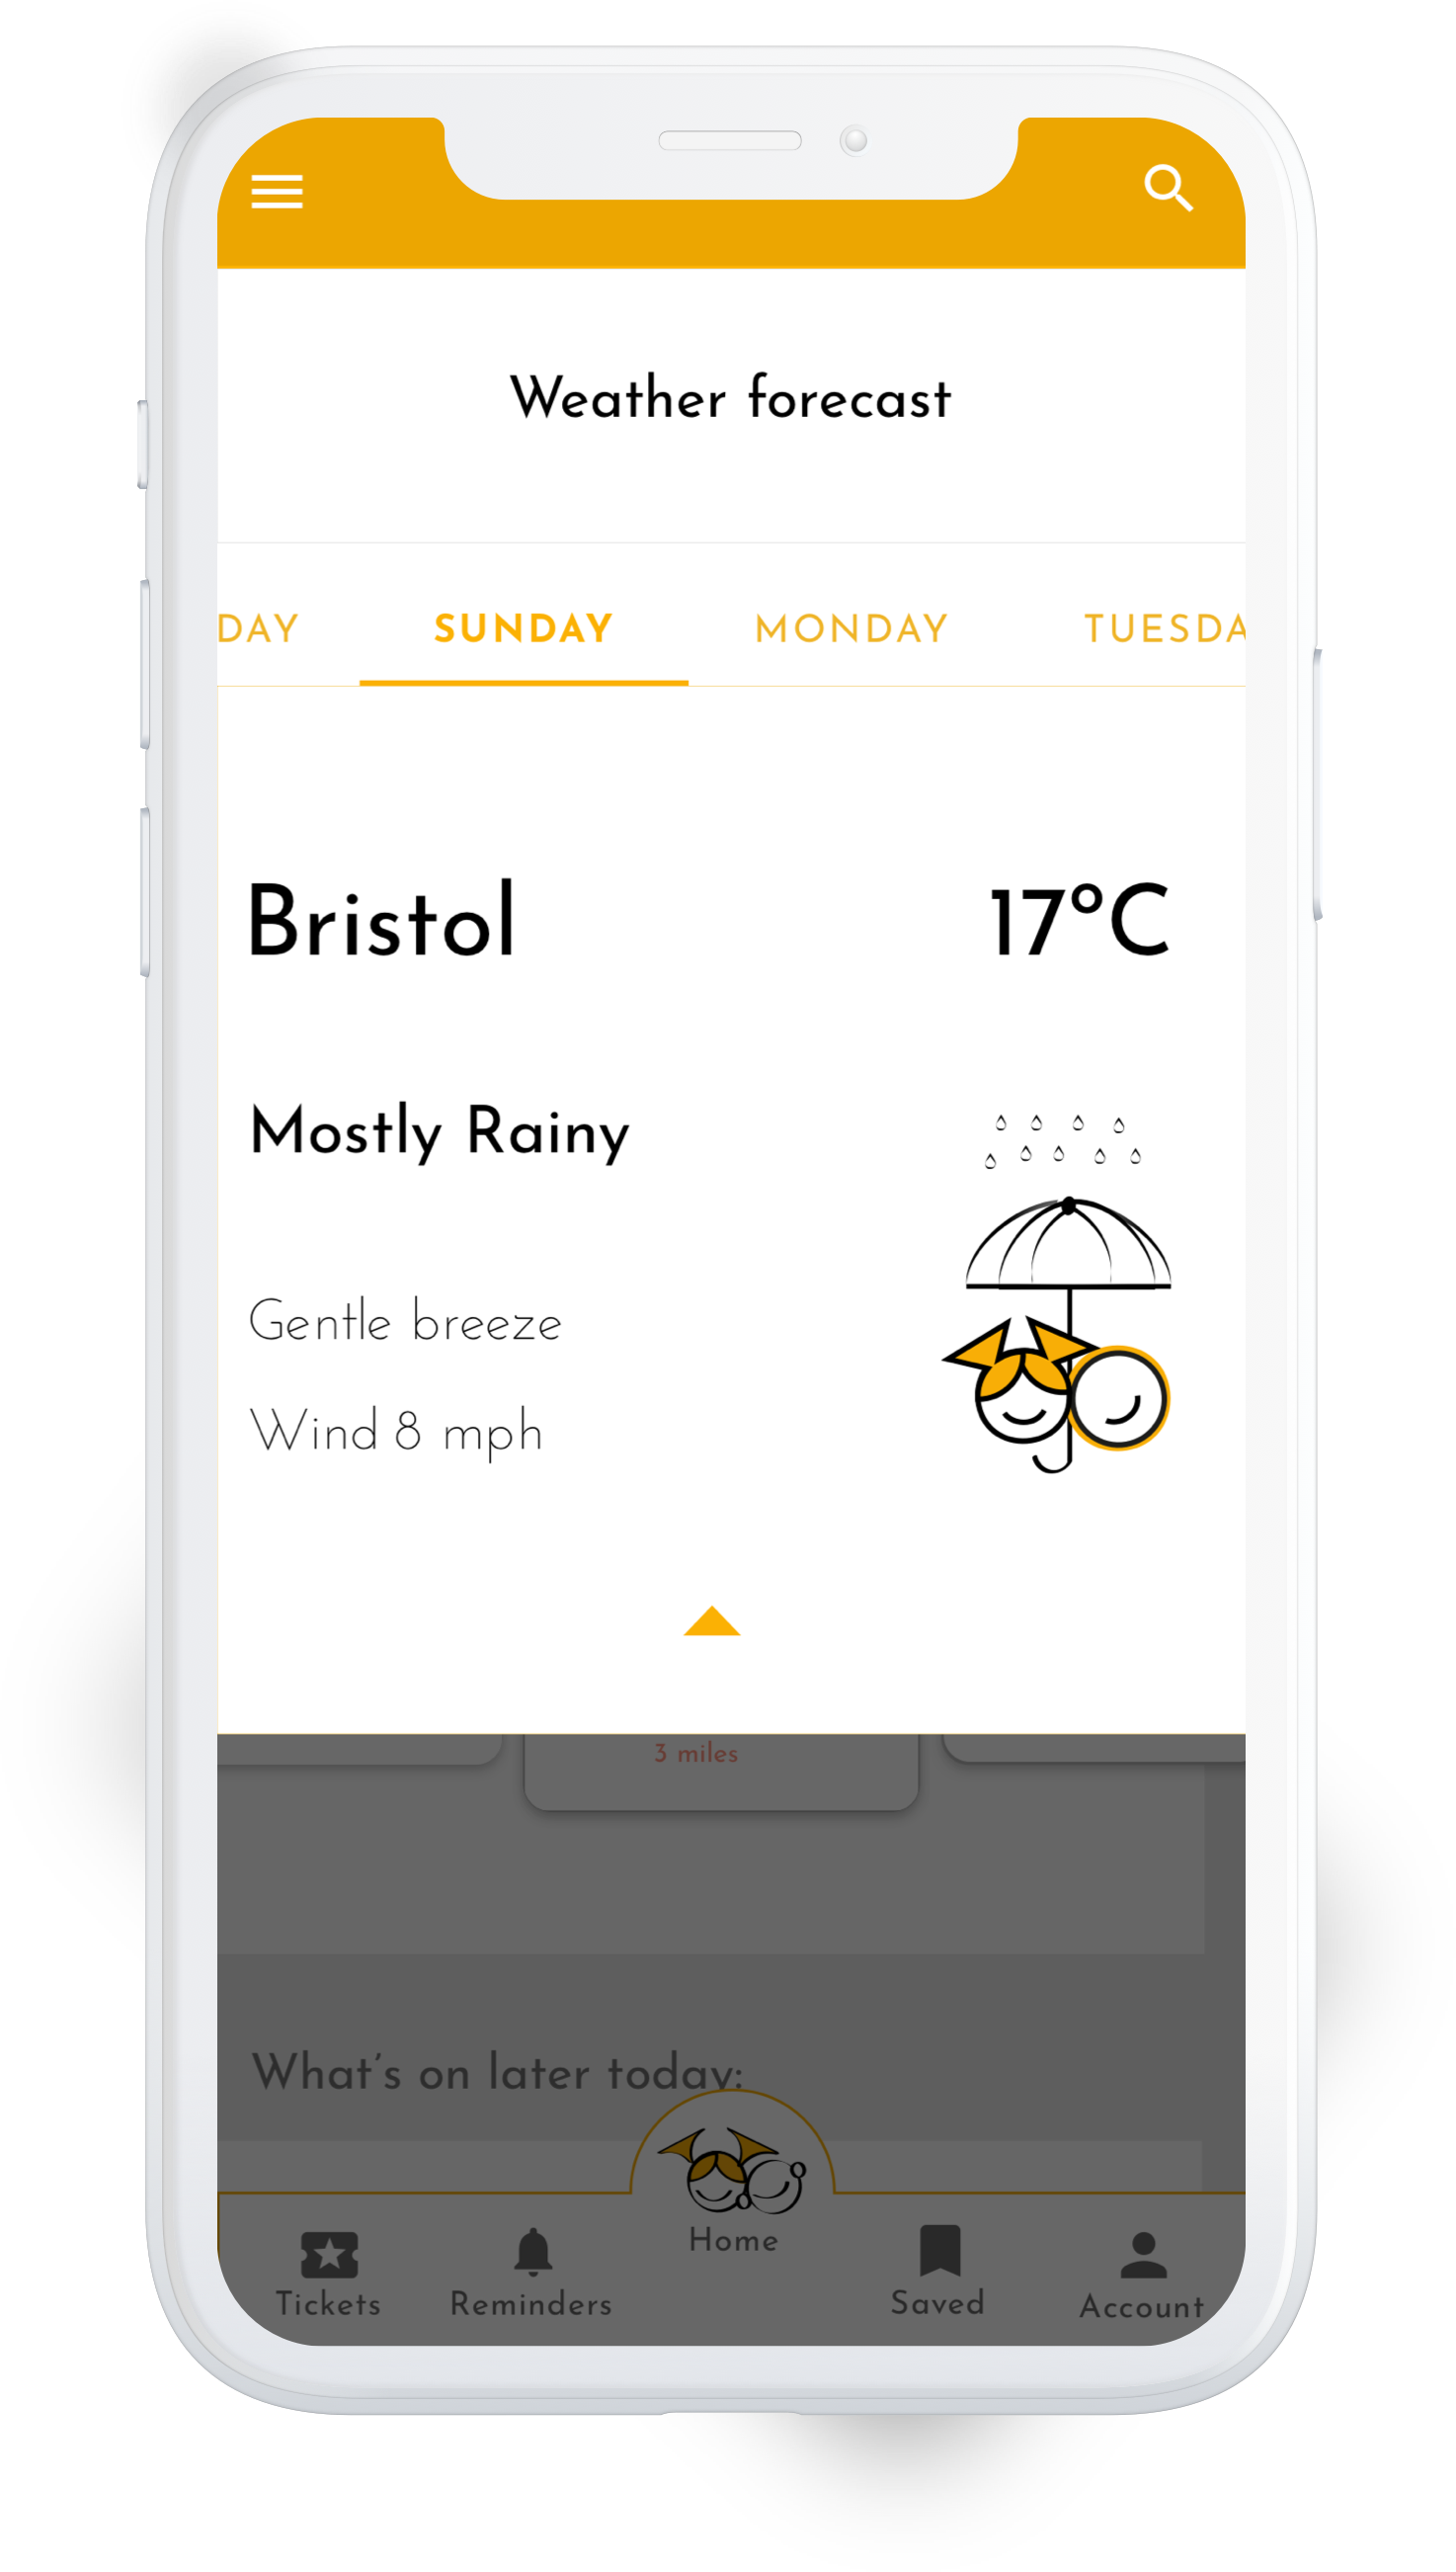 Weather forecast
DAY SUNDAY MONDAY TUESDA
Bristol 17°C
Mostly Rainy
Gentle breeze
Wind 8 mph
3 miles
What's on later today:
Home
Tickets Reminders Saved Account